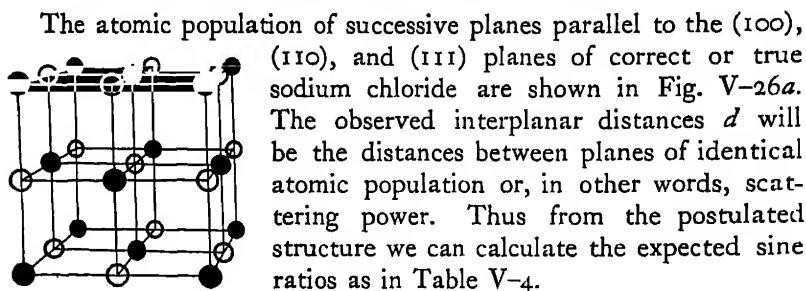 The atomic population of successive planes parallel to the (100),
(110), and (111) planes of correct or true
sodium chloride are shown in Fig. V–26a.
The observed interplanar distances d will
be the distances between planes of identical
atomic population or, in other words, scat-
tering power. Thus from the postulated
structure we can calculate the expected sine
ratios as in Table V–4.